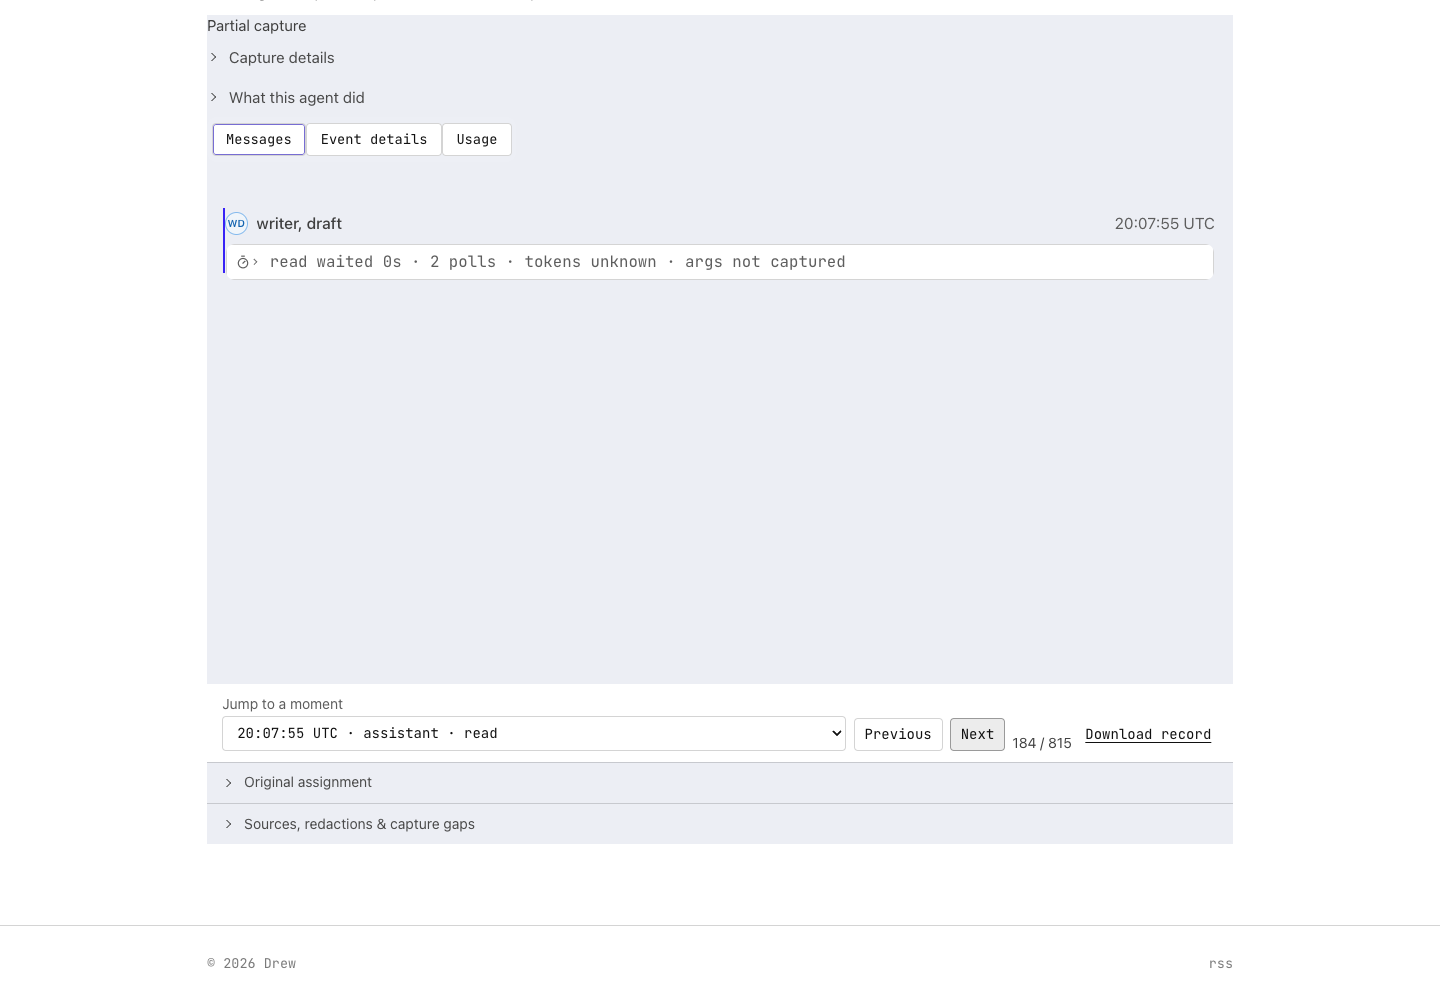 Partial capture
Capture details
What this agent did
Messages Event details Usage
WD writer, draft 20:07:55 UTC
read waited 0s · 2 polls · tokens unknown · args not captured
Jump to a moment
20:07:55 UTC · assistant · read Previous Next 184 / 815 Download record
Original assignment
Sources, redactions & capture gaps
© 2026 Drew rss